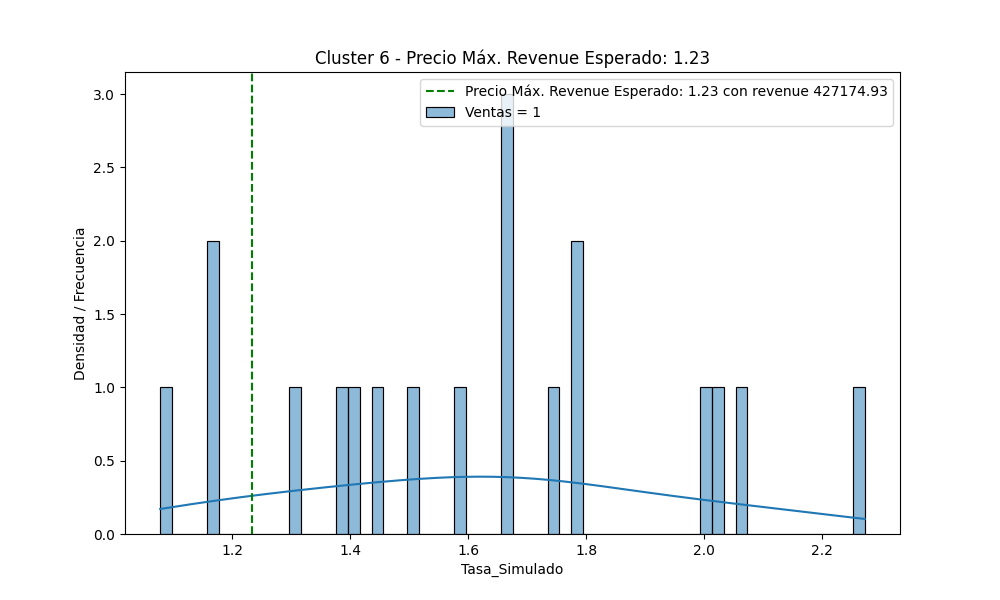 Cluster 6 - Precio Máx. Revenue Esperado: 1.23
Precio Máx. Revenue Esperado: 1.23 con revenue 427174.93
Ventas = 1
Densidad / Frecuencia
3.0
2.5
2.0
1.5
1.0
0.5
0.0
1.2 1.4 1.6 1.8 2.0 2.2
Tasa_Simulado